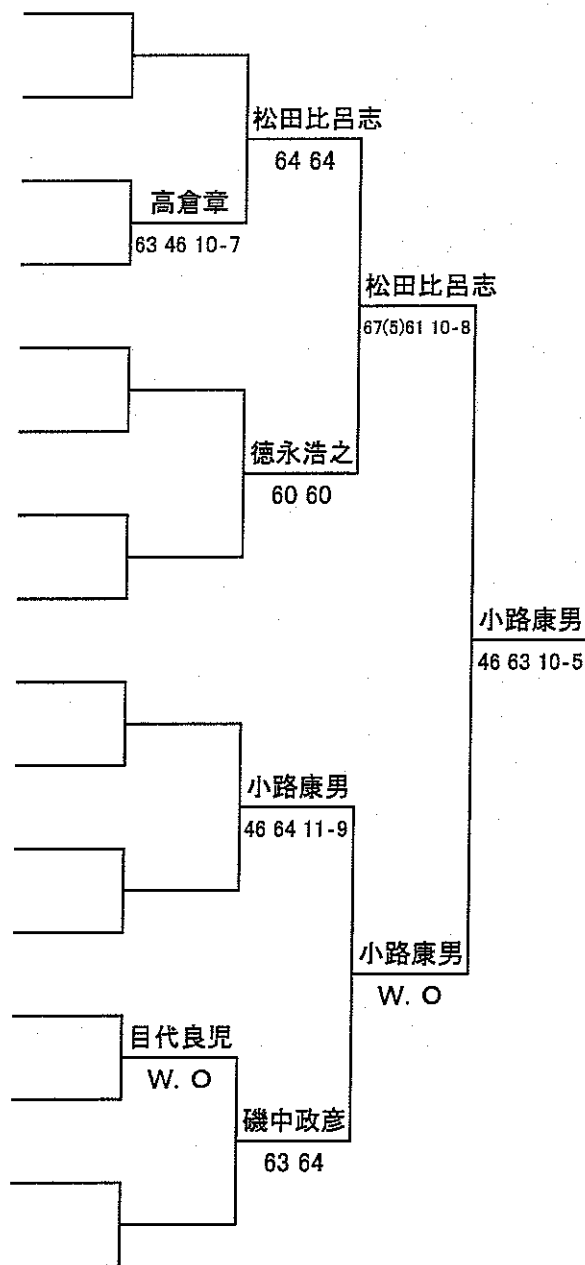 松田比呂志
64 64
高倉章
63 46 10-7
松田比呂志
67(5)61 10-8
徳永浩之
60 60
小路康男
46 63 10-5
小路康男
46 64 11-9
小路康男
W. O
目代良児
W. O
磯中政彦
63 64